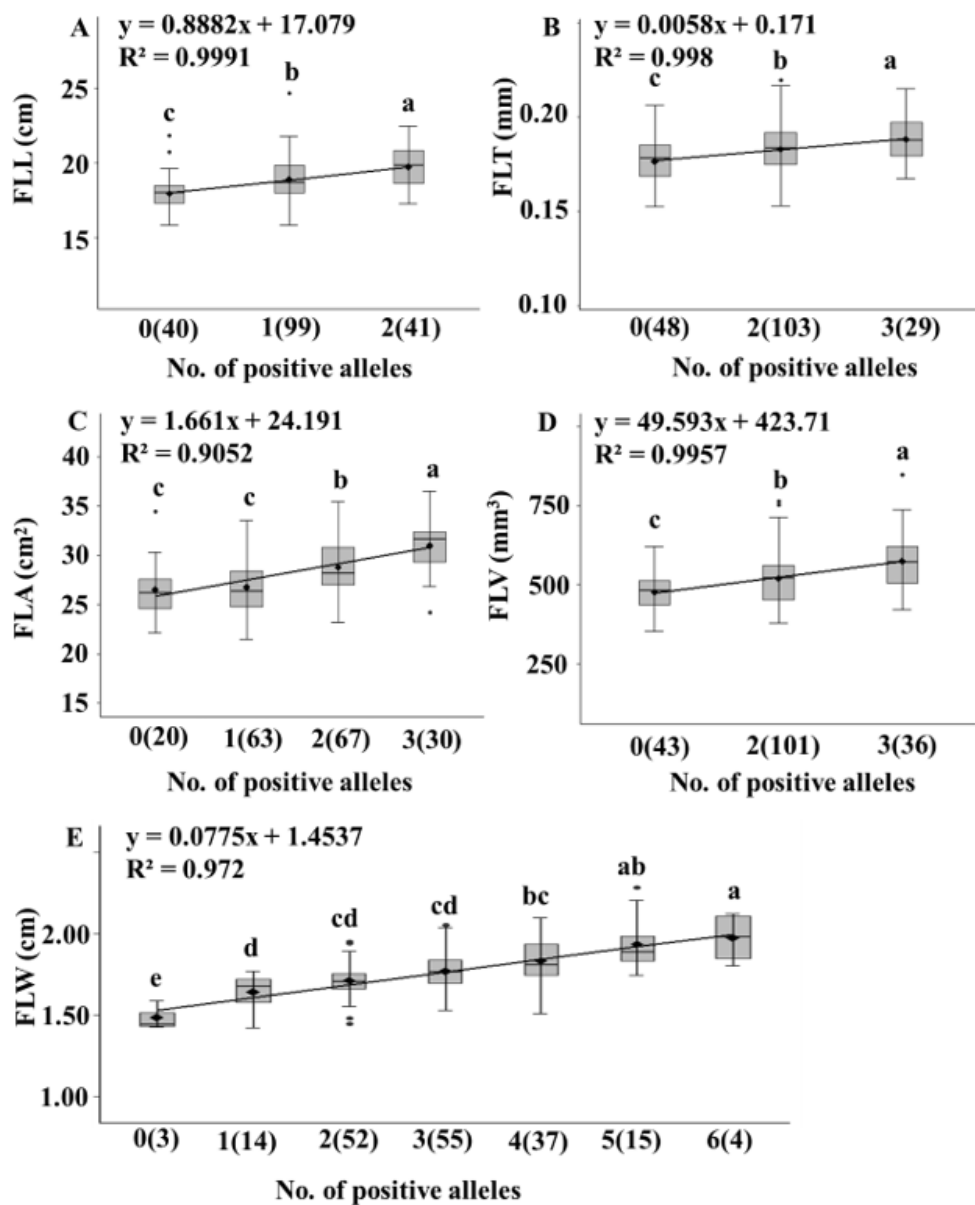 A
y = 0.8882x + 17.079
R² = 0.9991
FLL (cm)
25
20
15
c
b
a
0(40) 1(99) 2(41)
No. of positive alleles
B
y = 0.0058x + 0.171
R² = 0.998
FLT (mm)
0.20
0.15
0.10
c
b
a
0(48) 2(103) 3(29)
No. of positive alleles
C
y = 1.661x + 24.191
R² = 0.9052
FLA (cm²)
40
35
30
25
20
15
c
c
b
a
0(20) 1(63) 2(67) 3(30)
No. of positive alleles
D
y = 49.593x + 423.71
R² = 0.9957
FLV (mm³)
750
500
250
c
b
a
0(43) 2(101) 3(36)
No. of positive alleles
E
y = 0.0775x + 1.4537
R² = 0.972
FLW (cm)
2.00
1.50
1.00
e
d
cd
cd
bc
ab
a
0(3) 1(14) 2(52) 3(55) 4(37) 5(15) 6(4)
No. of positive alleles